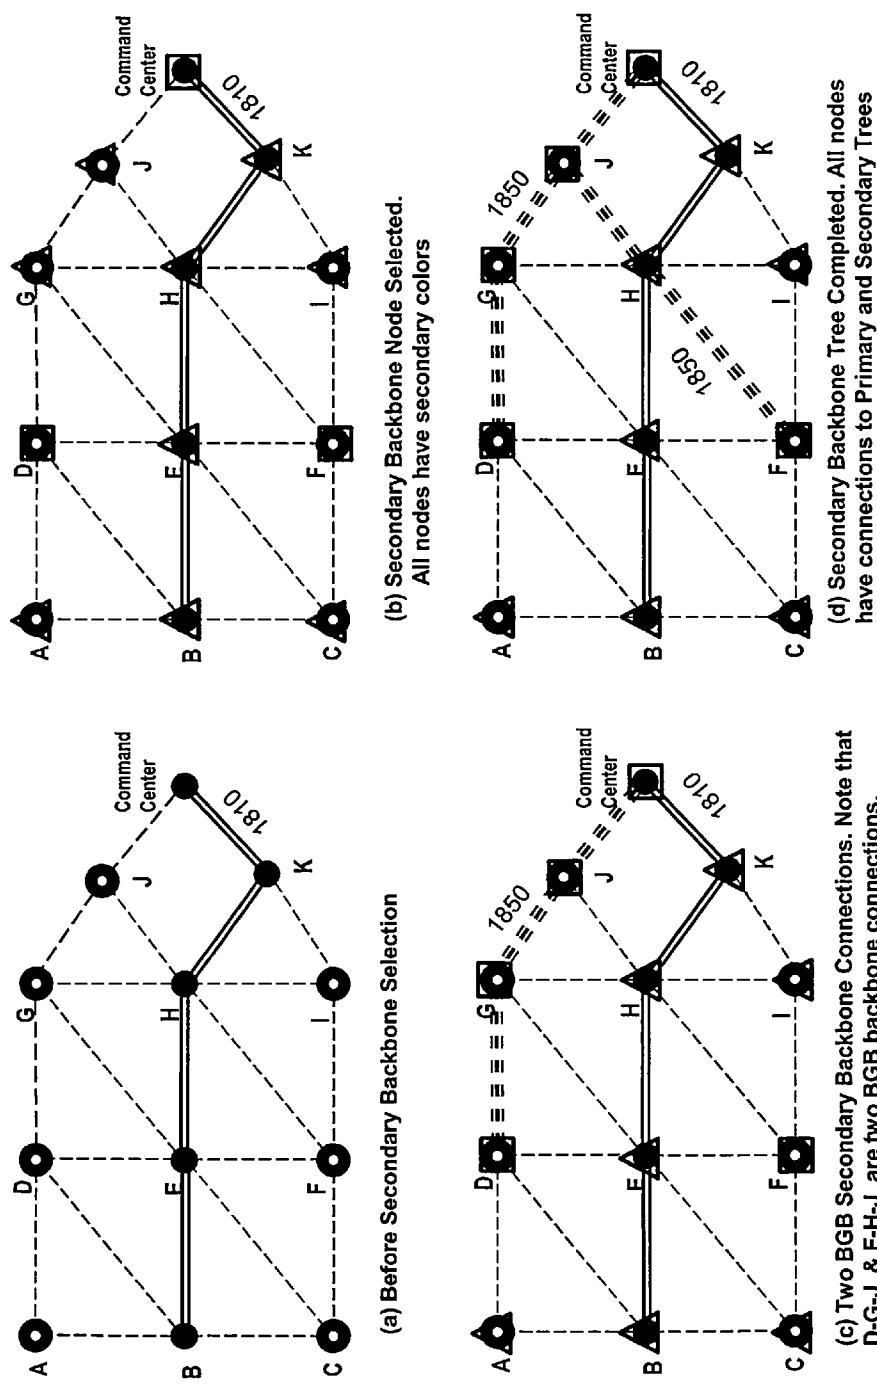 A
D
G
Command
Center
J
B
E
H
1810
K
C
F
I
(a) Before Secondary Backbone Selection
A
D
G
Command
Center
J
B
E
H
1810
K
C
F
I
(b) Secondary Backbone Node Selected.
All nodes have secondary colors
A
D
G
1850
Command
Center
J
B
E
H
1810
K
C
F
I
(c) Two BGB Secondary Backbone Connections. Note that
D-G-J, & F-H-J, are two BGB backbone connections.
A
D
G
1850
Command
Center
J
B
E
H
1850
1810
K
C
F
I
(d) Secondary Backbone Tree Completed. All nodes
have connections to Primary and Secondary Trees